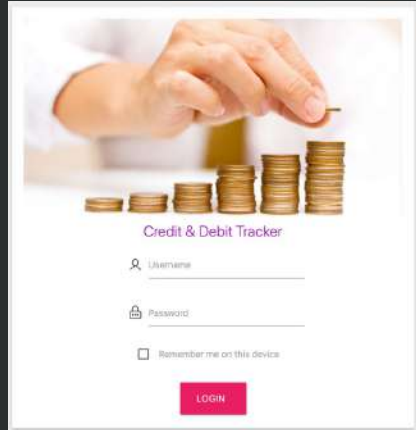 Credit & Debit Tracker
Username
Password
Remember me on this device
LOGIN